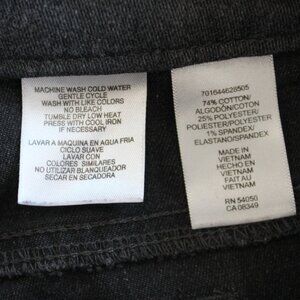 MACHINE WASH COLD WATER
GENTLE CYCLE
WASH WITH LIKE COLORS
NO BLEACH
TUMBLE DRY LOW HEAT
PRESS WITH COOL IRON
IF NECESSARY
LAVAR A MAQUINA EN AGUA FRIA
CICLO SUAVE
LAVAR CON
COLORES SIMILARES
NO UTILIZAR BLANQUEADOR
SECAR EN SECADORA
701644628505
74% COTTON/
ALGODÓN/COTON
25% POLYESTER/
POLIESTER/POLYESTER
1% SPANDEX/
ELASTANO/SPANDEX
MADE IN
VIETNAM
HECHO EN
VIETNAM
FAIT AU
VIETNAM
RN 54050
CA 08349